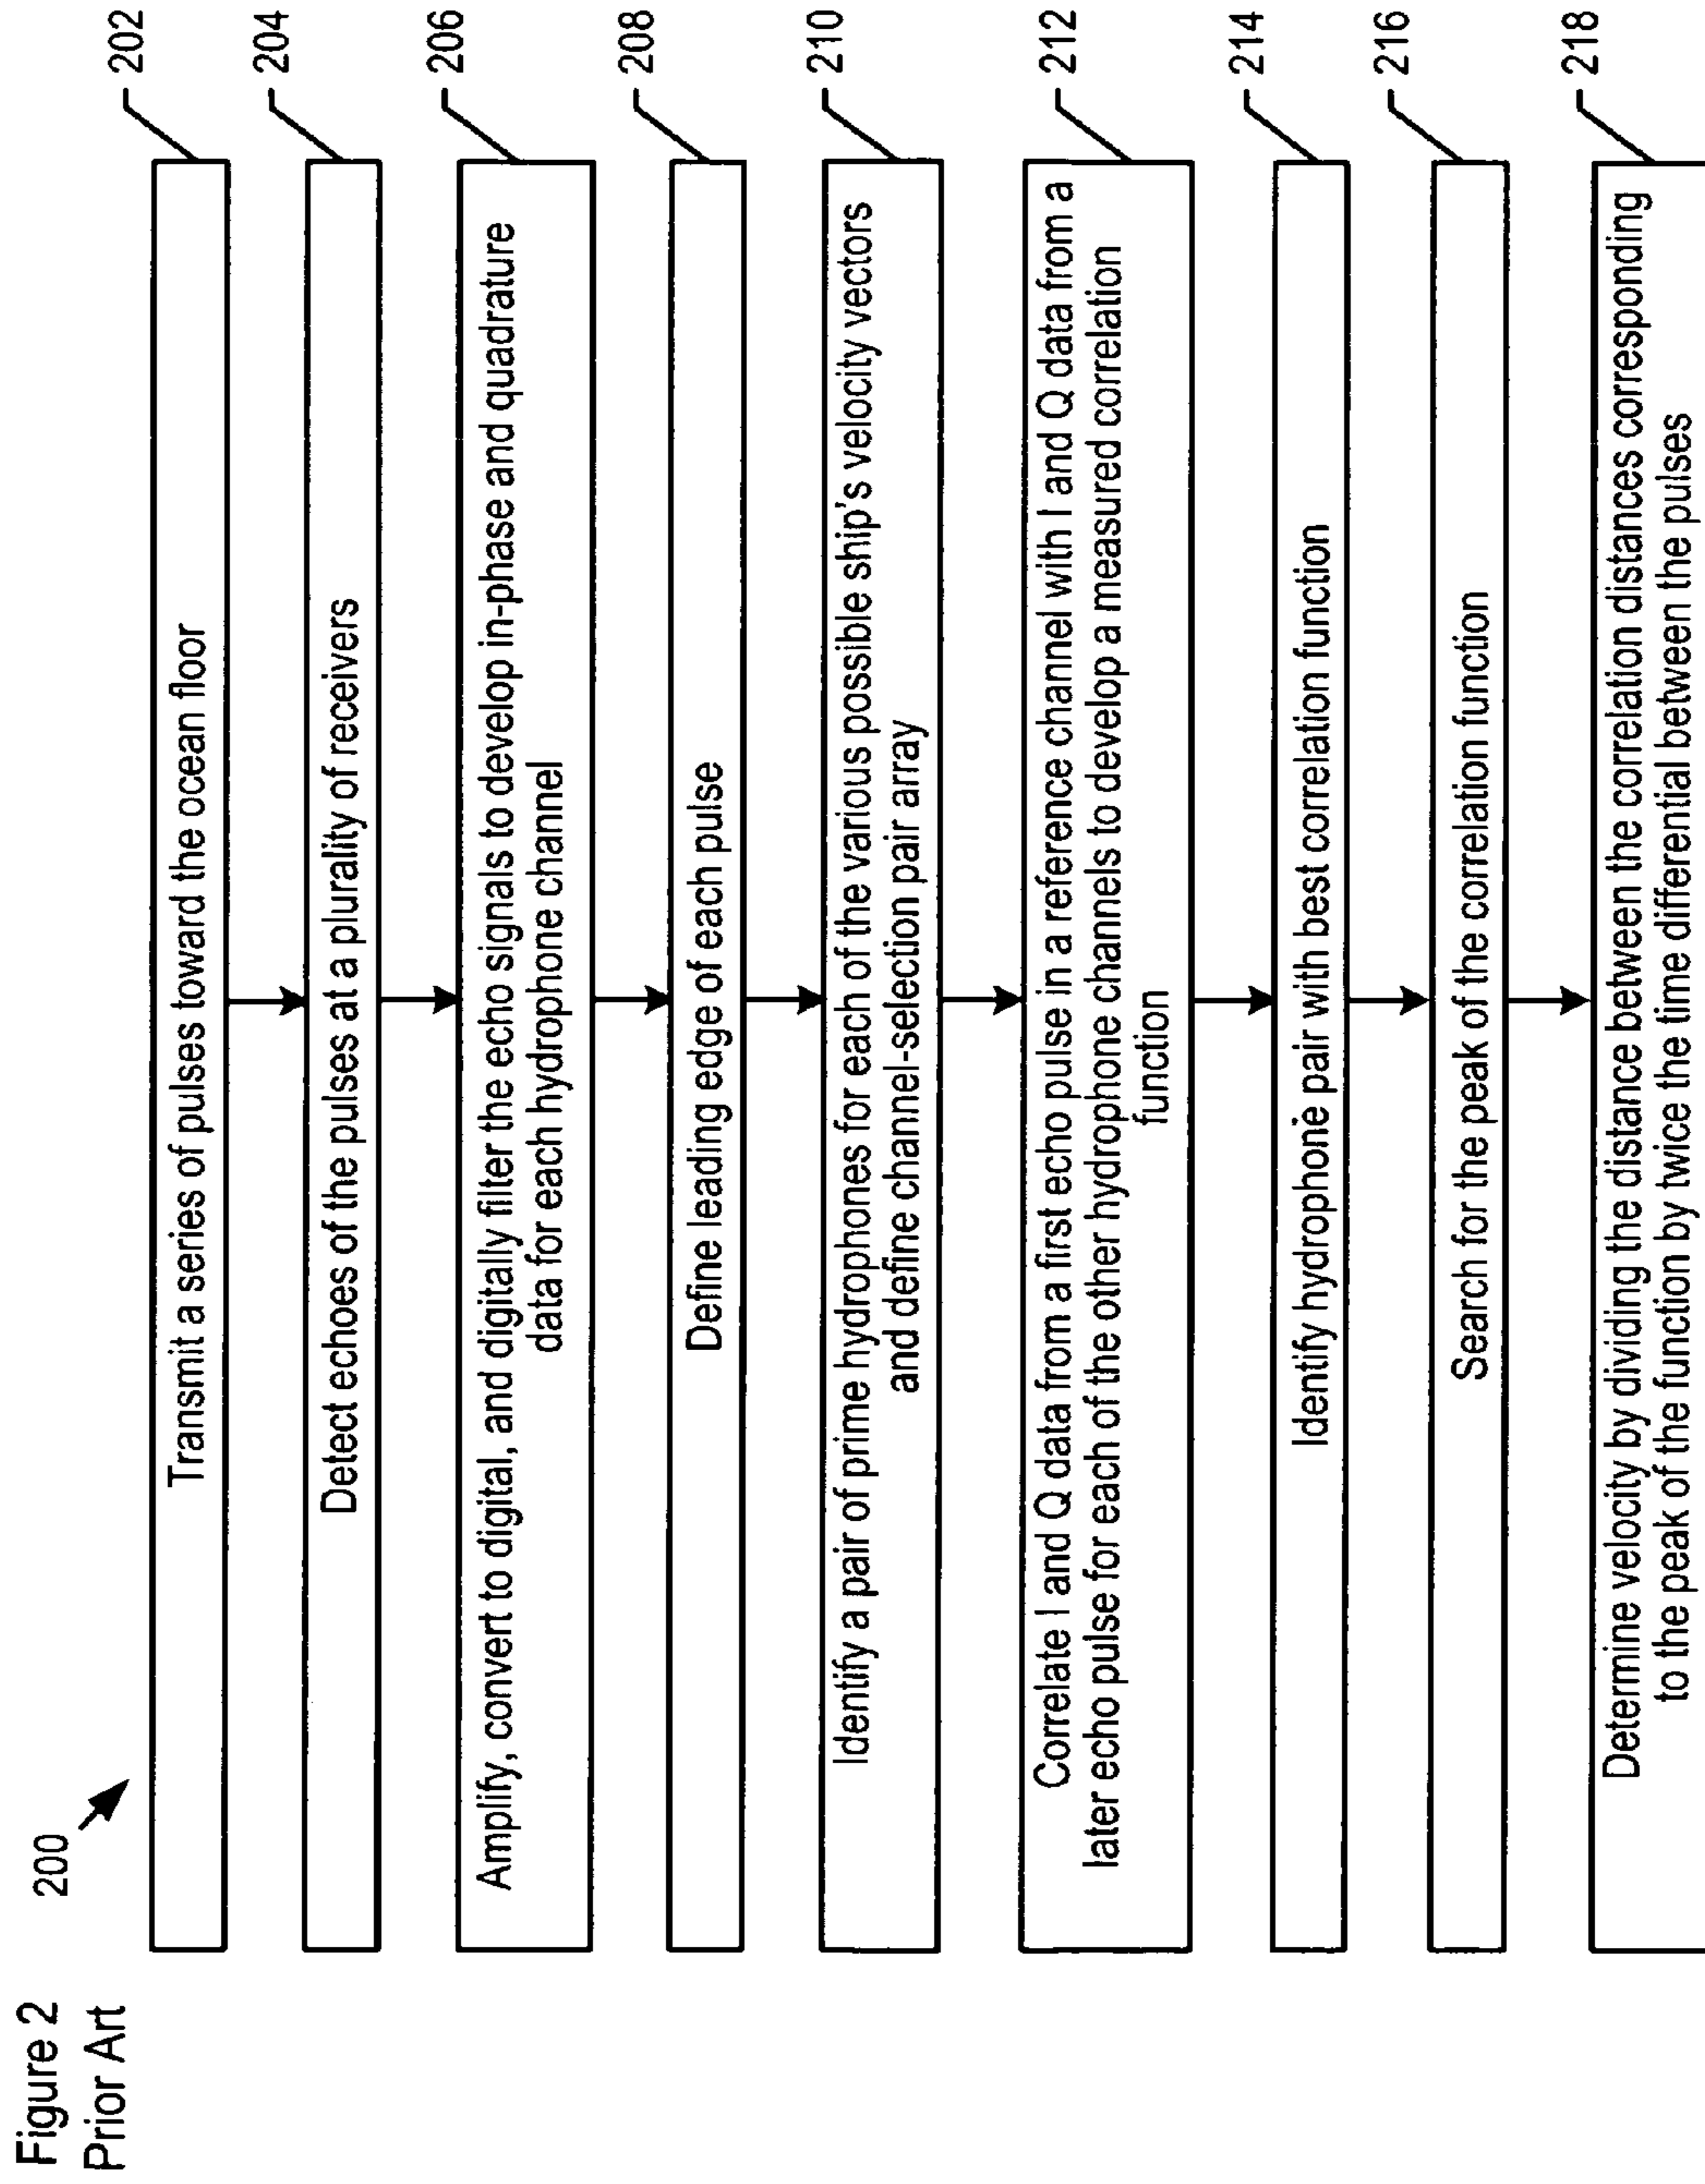 Figure 2
Prior Art
200
202
Transmit a series of pulses toward the ocean floor
204
Detect echoes of the pulses at a plurality of receivers
206
Amplify, convert to digital, and digitally filter the echo signals to develop in-phase and quadrature
data for each hydrophone channel
208
Define leading edge of each pulse
210
Identify a pair of prime hydrophones for each of the various possible ship's velocity vectors
and define channel-selection pair array
212
Correlate I and Q data from a first echo pulse in a reference channel with I and Q data from a
later echo pulse for each of the other hydrophone channels to develop a measured correlation
function
214
Identify hydrophone pair with best correlation function
216
Search for the peak of the correlation function
218
Determine velocity by dividing the distance between the correlation distances corresponding
to the peak of the function by twice the time differential between the pulses